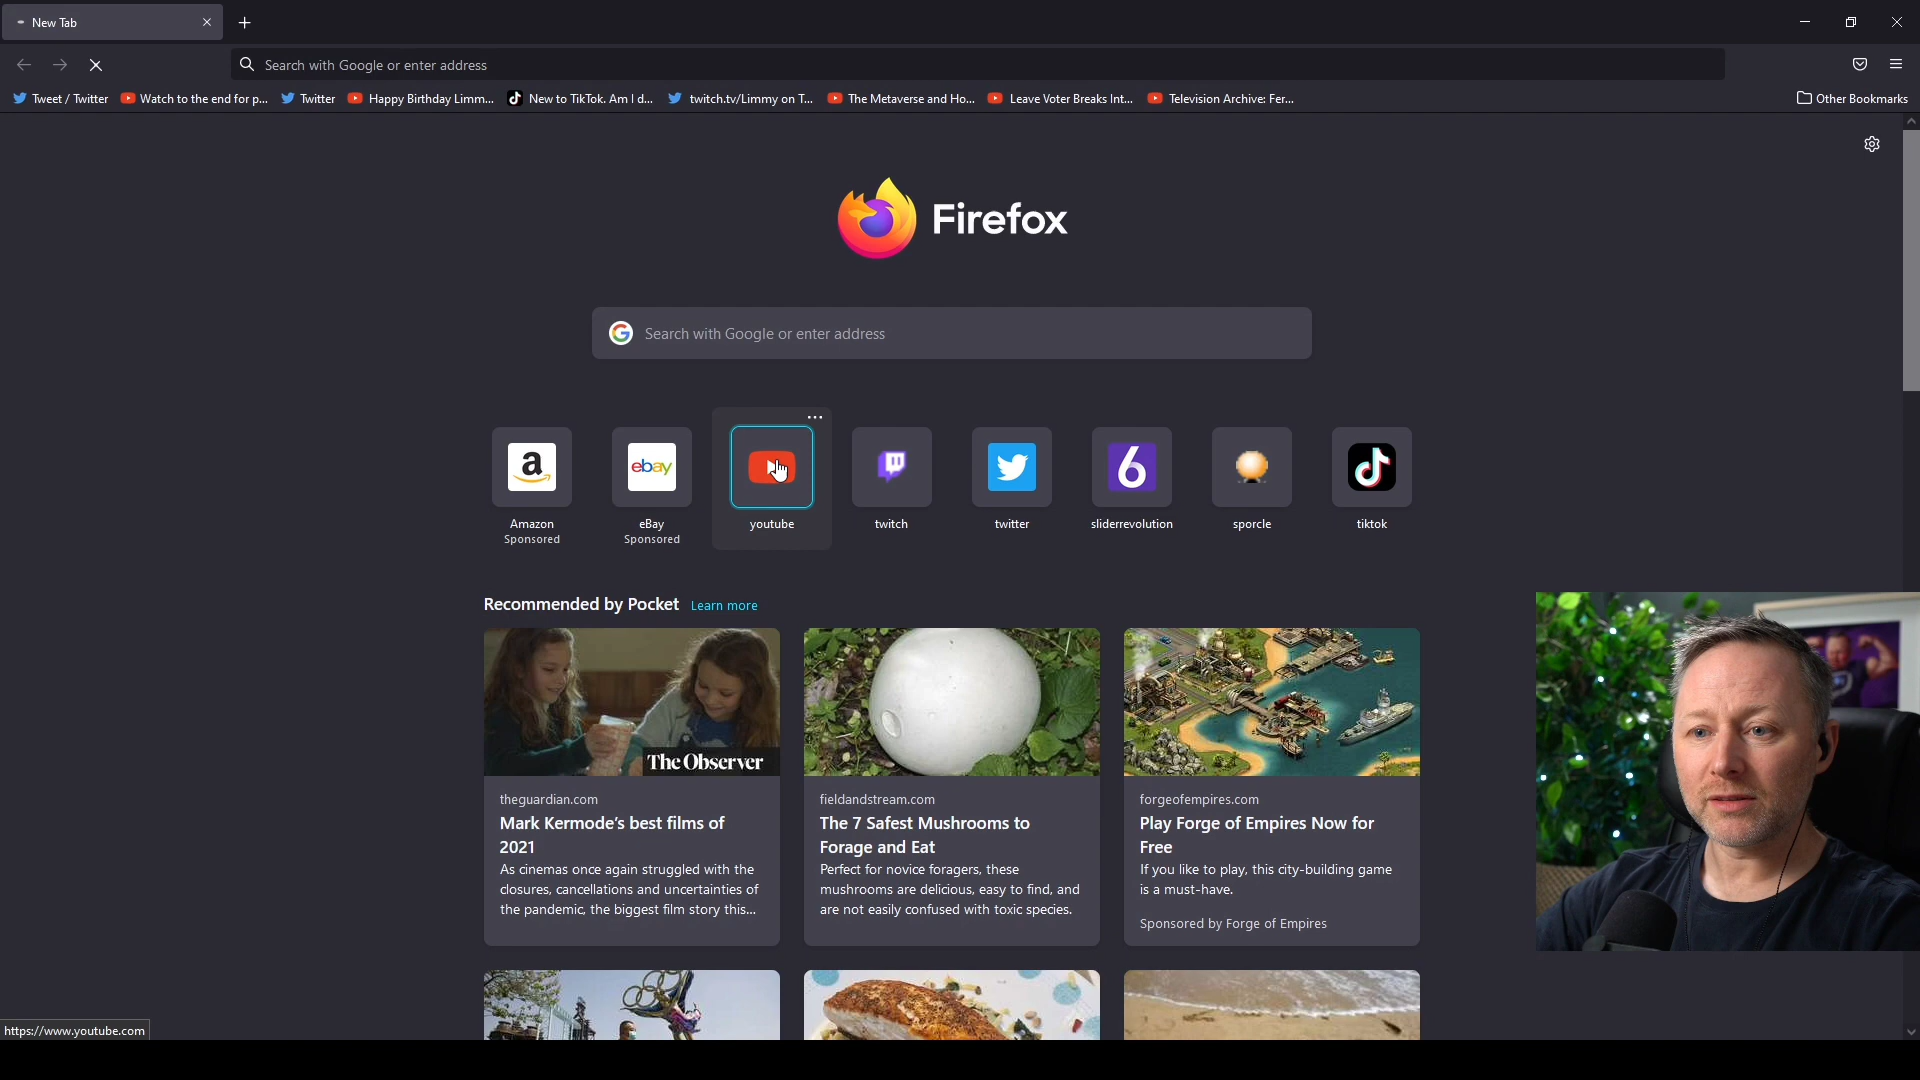 New Tab
Search with Google or enter address
Tweet / Twitter
Watch to the end for p...
Twitter
Happy Birthday Limm...
New to TikTok. Am I d...
twitch.tv/Limmy on T...
The Metaverse and Ho...
Leave Voter Breaks Int...
Television Archive: Fer...
Other Bookmarks
Firefox
Search with Google or enter address
a
ebay
6
Amazon
Sponsored
eBay
Sponsored
youtube
twitch
twitter
sliderrevolution
sporcle
tiktok
Recommended by Pocket Learn more
The Observer
theguardian.com
Mark Kermode's best films of
2021
As cinemas once again struggled with the
closures, cancellations and uncertainties of
the pandemic, the biggest film story this...
fieldandstream.com
The 7 Safest Mushrooms to
Forage and Eat
Perfect for novice foragers, these
mushrooms are delicious, easy to find, and
are not easily confused with toxic species.
forgeofempires.com
Play Forge of Empires Now for
Free
If you like to play, this city-building game
is a must-have.
Sponsored by Forge of Empires
https://www.youtube.com